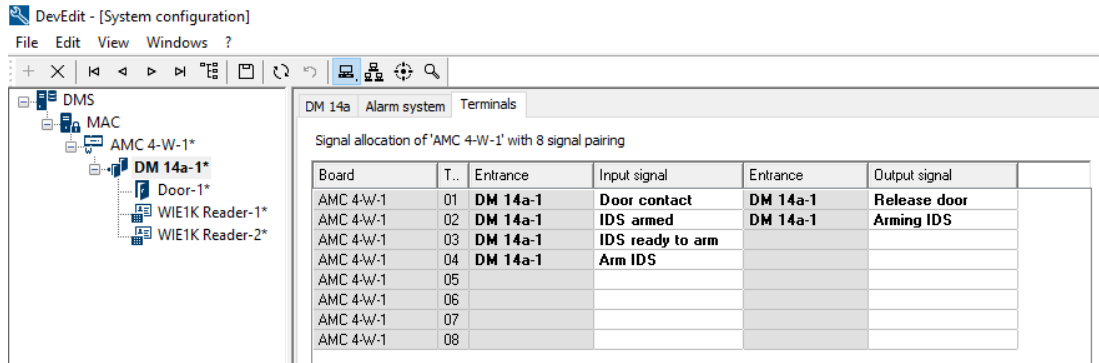 DevEdit - [System configuration]
File Edit View Windows ?
DMS
MAC
AMC 4-W-1*
DM 14a-1*
Door-1*
WIE1K Reader-1*
WIE1K Reader-2*
DM 14a Alarm system Terminals
Signal allocation of 'AMC 4-W-1' with 8 signal pairing
Board T.. Entrance Input signal Entrance Output signal
AMC 4-W-1 01 DM 14a-1 Door contact DM 14a-1 Release door
AMC 4-W-1 02 DM 14a-1 IDS armed DM 14a-1 Arming IDS
AMC 4-W-1 03 DM 14a-1 IDS ready to arm
AMC 4-W-1 04 DM 14a-1 Arm IDS
AMC 4-W-1 05
AMC 4-W-1 06
AMC 4-W-1 07
AMC 4-W-1 08